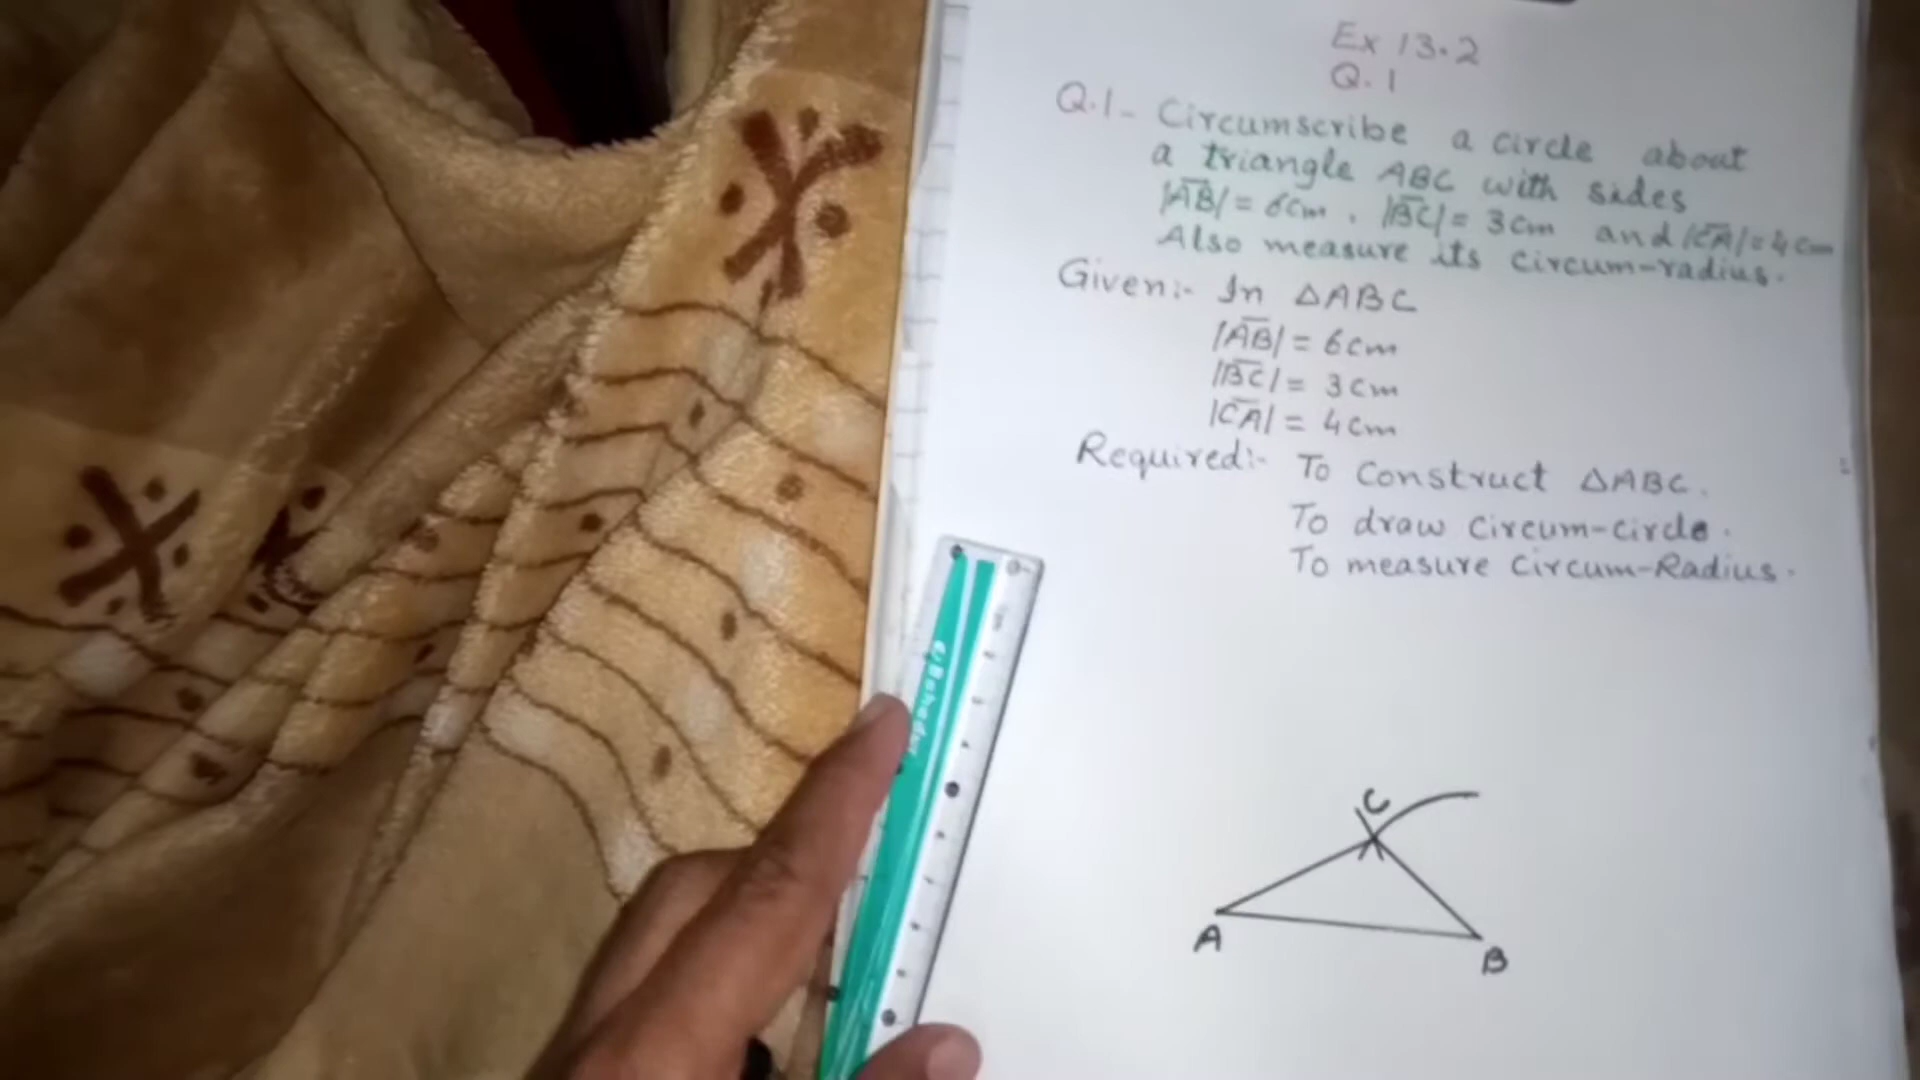 Ex 13.2
Q.1
Q.1- Circumscribe a circle about
a triangle ABC with sides
|AB| = 6cm, |BC| = 3cm and |CA| = 4cm
Also measure its circum-radius.
Given:- In △ABC
|AB| = 6cm
|BC| = 3cm
|CA| = 4cm
Required:- To Construct △ABC.
To draw Circum-Circle.
To measure Circum-Radius.
Bahadur
C
A
B